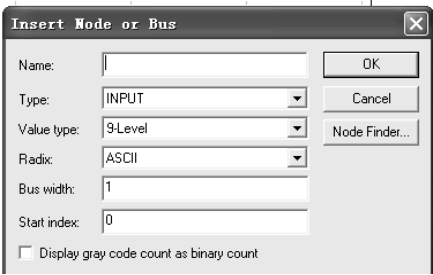 Insert Node or Bus
Name:
OK
Type:
INPUT
Cancel
Value type:
9-Level
Node Finder...
Radix:
ASCII
Bus width:
1
Start index:
0
Display gray code count as binary count